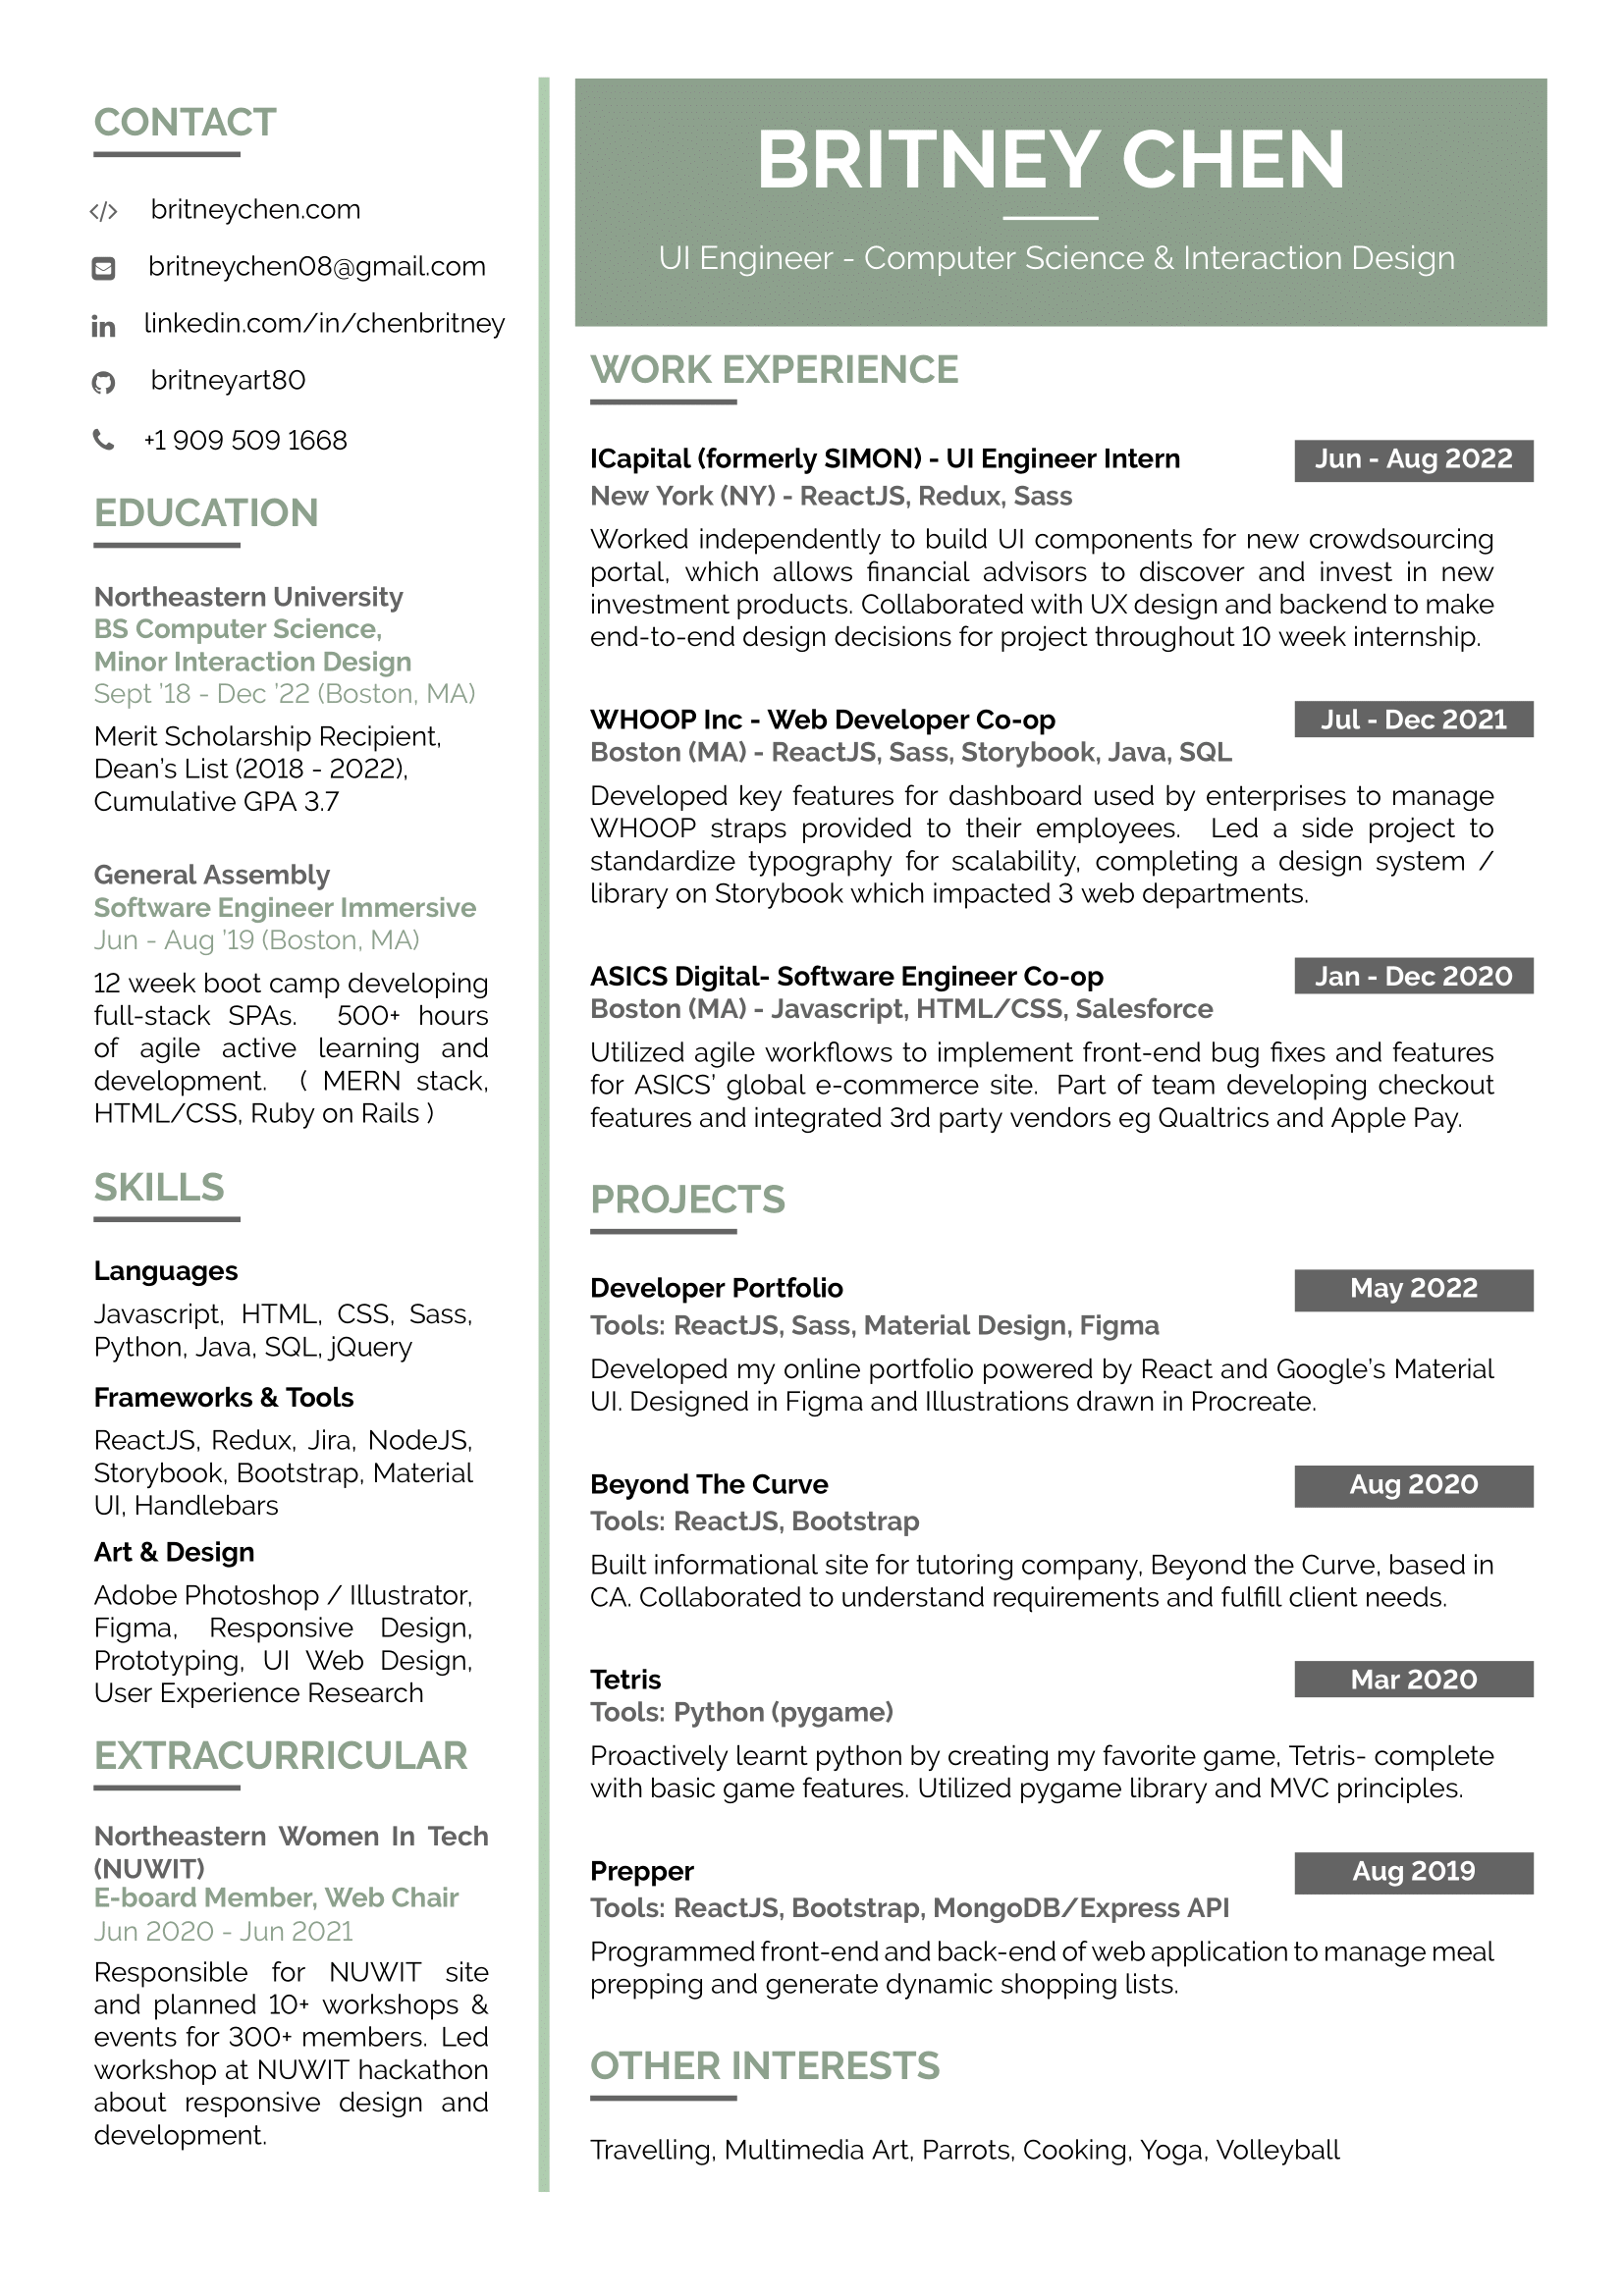 CONTACT
britneychen.com
britneychen08@gmail.com
linkedin.com/in/chenbritney
britneyart80
+1 909 509 1668
EDUCATION
Northeastern University
BS Computer Science,
Minor Interaction Design
Sept '18 - Dec '22 (Boston, MA)
Merit Scholarship Recipient,
Dean's List (2018 - 2022),
Cumulative GPA 3.7
General Assembly
Software Engineer Immersive
Jun - Aug '19 (Boston, MA)
12 week boot camp developing
full-stack SPAs. 500+ hours
of agile active learning and
development. ( MERN stack,
HTML/CSS, Ruby on Rails )
SKILLS
Languages
Javascript, HTML, CSS, Sass,
Python, Java, SQL, jQuery
Frameworks & Tools
ReactJS, Redux, Jira, NodeJS,
Storybook, Bootstrap, Material
UI, Handlebars
Art & Design
Adobe Photoshop / Illustrator,
Figma, Responsive Design,
Prototyping, UI Web Design,
User Experience Research
EXTRACURRICULAR
Northeastern Women In Tech
(NUWIT)
E-board Member, Web Chair
Jun 2020 - Jun 2021
Responsible for NUWIT site
and planned 10+ workshops &
events for 300+ members. Led
workshop at NUWIT hackathon
about responsive design and
development.
BRITNEY CHEN
UI Engineer - Computer Science & Interaction Design
WORK EXPERIENCE
ICapital (formerly SIMON) - UI Engineer Intern Jun - Aug 2022
New York (NY) - ReactJS, Redux, Sass
Worked independently to build UI components for new crowdsourcing
portal, which allows financial advisors to discover and invest in new
investment products. Collaborated with UX design and backend to make
end-to-end design decisions for project throughout 10 week internship.
WHOOP Inc - Web Developer Co-op Jul - Dec 2021
Boston (MA) - ReactJS, Sass, Storybook, Java, SQL
Developed key features for dashboard used by enterprises to manage
WHOOP straps provided to their employees. Led a side project to
standardize typography for scalability, completing a design system /
library on Storybook which impacted 3 web departments.
ASICS Digital- Software Engineer Co-op Jan - Dec 2020
Boston (MA) - Javascript, HTML/CSS, Salesforce
Utilized agile workflows to implement front-end bug fixes and features
for ASICS' global e-commerce site. Part of team developing checkout
features and integrated 3rd party vendors eg Qualtrics and Apple Pay.
PROJECTS
Developer Portfolio May 2022
Tools: ReactJS, Sass, Material Design, Figma
Developed my online portfolio powered by React and Google's Material
UI. Designed in Figma and Illustrations drawn in Procreate.
Beyond The Curve Aug 2020
Tools: ReactJS, Bootstrap
Built informational site for tutoring company, Beyond the Curve, based in
CA. Collaborated to understand requirements and fulfill client needs.
Tetris Mar 2020
Tools: Python (pygame)
Proactively learnt python by creating my favorite game, Tetris- complete
with basic game features. Utilized pygame library and MVC principles.
Prepper Aug 2019
Tools: ReactJS, Bootstrap, MongoDB/Express API
Programmed front-end and back-end of web application to manage meal
prepping and generate dynamic shopping lists.
OTHER INTERESTS
Travelling, Multimedia Art, Parrots, Cooking, Yoga, Volleyball